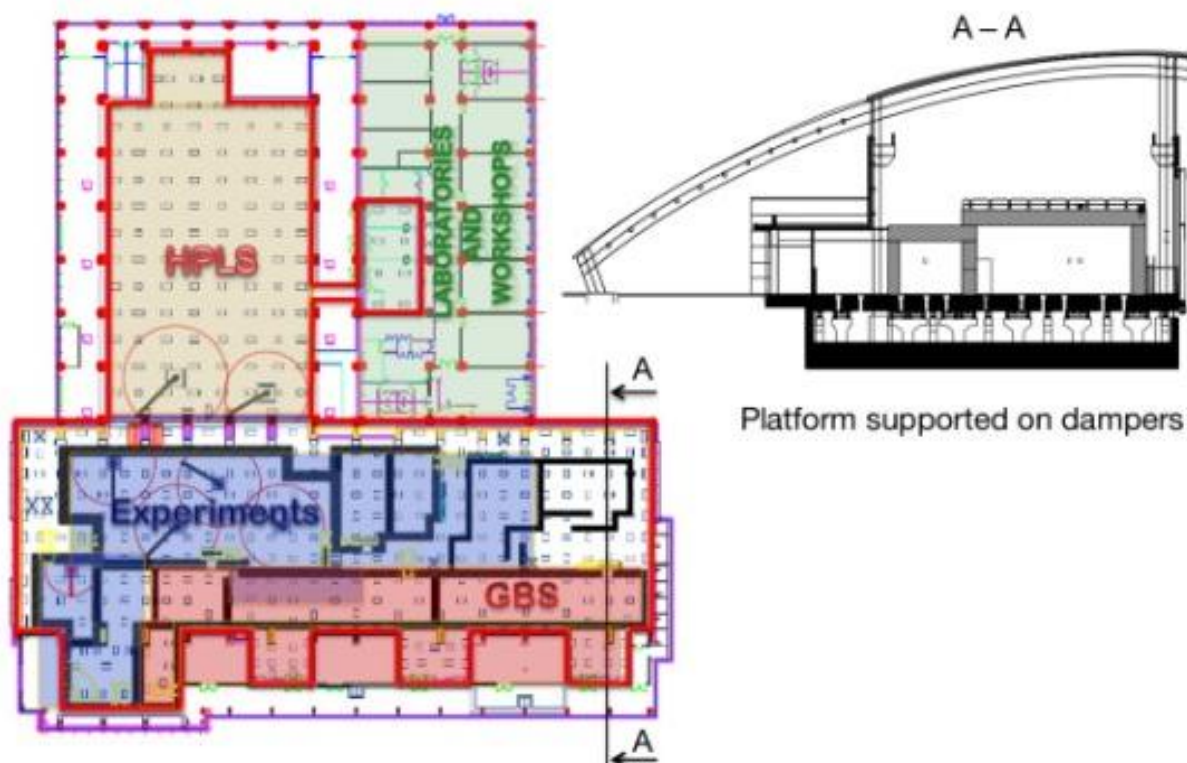 A – A
HPLS
LABORATORIES
AND
WORKSHOPS
A
Platform supported on dampers
Experiments
GBS
A